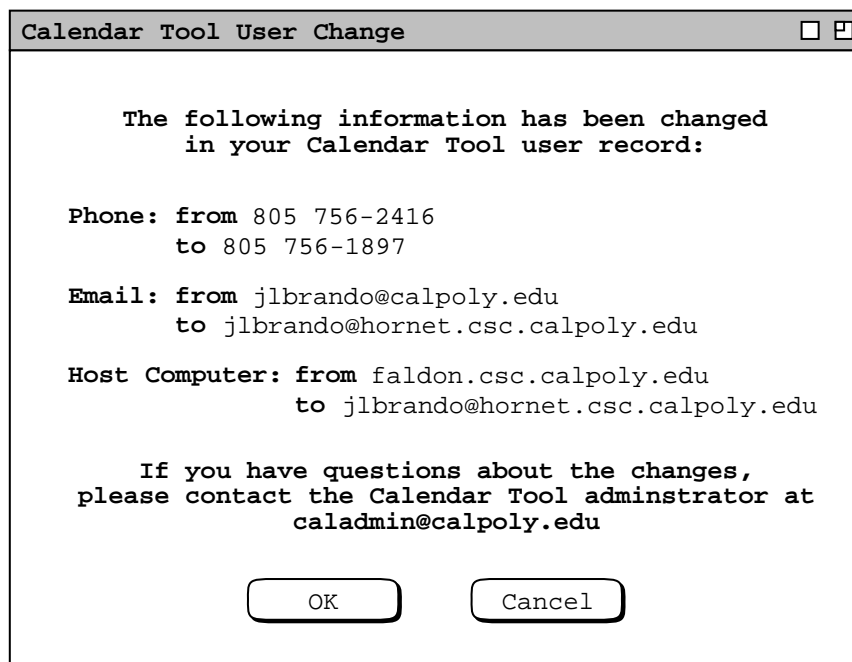 Calendar Tool User Change
The following information has been changed
in your Calendar Tool user record:
Phone: from 805 756-2416
to 805 756-1897
Email: from jlbrando@calpoly.edu
to jlbrando@hornet.csc.calpoly.edu
Host Computer: from faldon.csc.calpoly.edu
to jlbrando@hornet.csc.calpoly.edu
If you have questions about the changes,
please contact the Calendar Tool adminstrator at
caladmin@calpoly.edu
OK Cancel